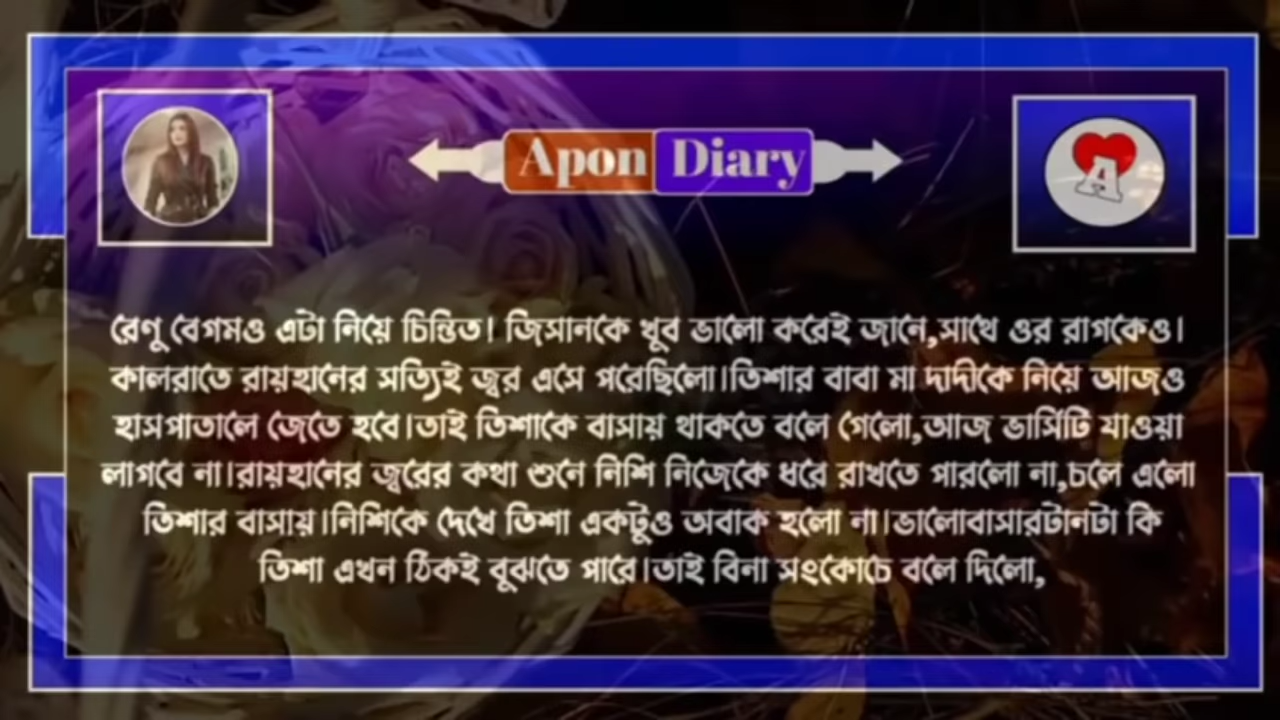 Apon Diary
A
রেণু বেগমও এটা নিয়ে চিন্তিত। জিসানকে খুব ভালো করেই জানে,সাথে ওর রাগকেও।
কালরাতে রায়হানের সত্যিই জ্বর এসে পরেছিলো।তিশার বাবা মা দাদীকে নিয়ে আজও
হাসপাতালে জেতে হবে।তাই তিশাকে বাসায় থাকতে বলে গেলো,আজ ভার্সিটি যাওয়া
লাগবে না।রায়হানের জ্বরের কথা শুনে নিশি নিজেকে ধরে রাখতে পারলো না,চলে এলো
তিশার বাসায়।নিশিকে দেখে তিশা একটুও অবাক হলো না।ভালোবাসারটানটা কি
তিশা এখন ঠিকই বুঝতে পারে।তাই বিনা সংকোচে বলে দিলো,